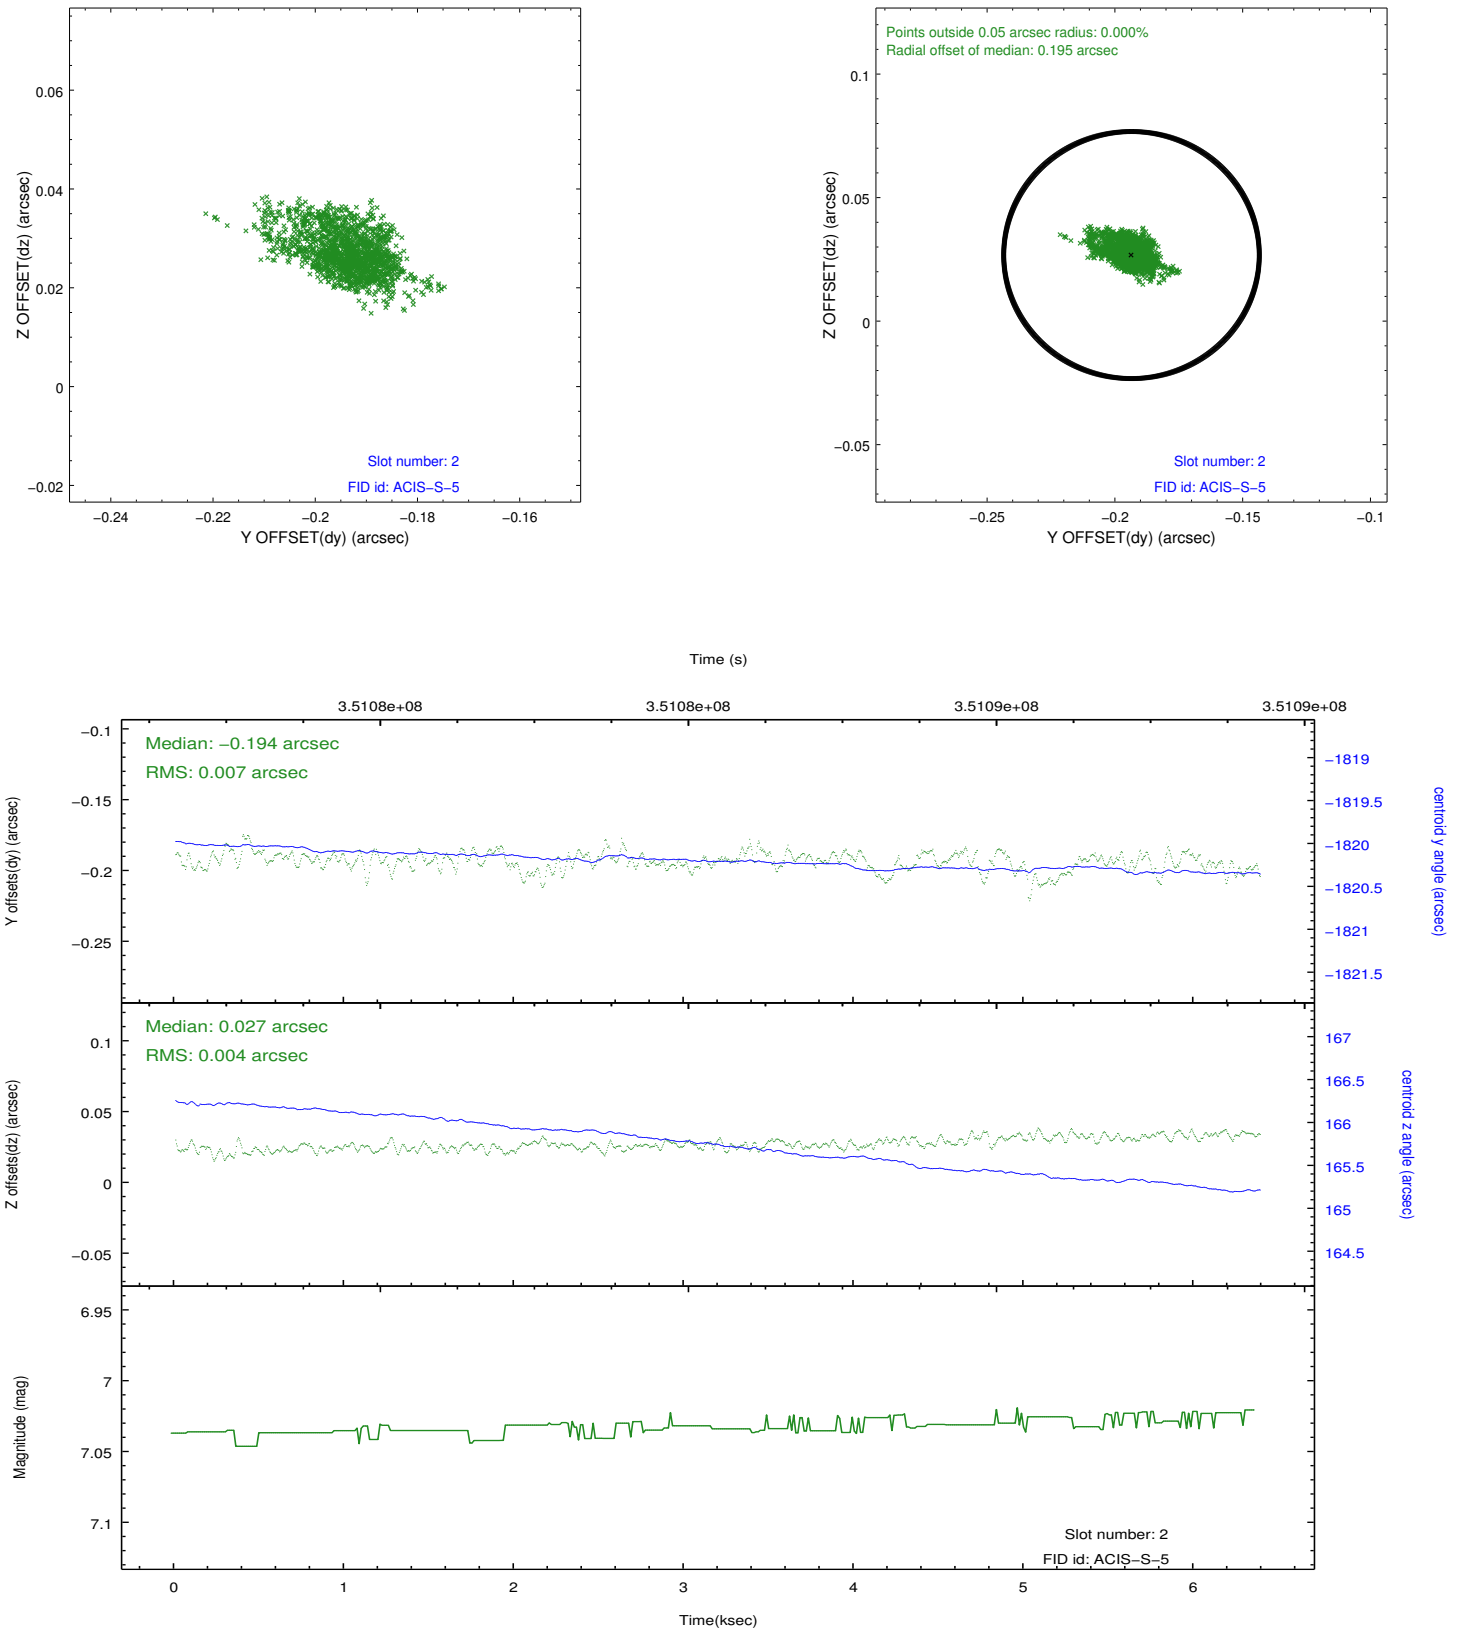 0.06
0.04
0.02
0
−0.02
Z OFFSET(dz) (arcsec)
Slot number: 2
FID id: ACIS−S−5
−0.24
−0.22
−0.2
−0.18
−0.16
Y OFFSET(dy) (arcsec)
Points outside 0.05 arcsec radius: 0.000%
Radial offset of median: 0.195 arcsec
0.1
0.05
0
−0.05
Z OFFSET(dz) (arcsec)
Slot number: 2
FID id: ACIS−S−5
−0.25
−0.2
−0.15
−0.1
Y OFFSET(dy) (arcsec)
Time (s)
3.5108e+08
3.5108e+08
3.5109e+08
3.5109e+08
Median: −0.194 arcsec
RMS: 0.007 arcsec
−0.1
−0.15
−0.2
−0.25
Y offsets(dy) (arcsec)
−1819
−1819.5
−1820
−1820.5
−1821
−1821.5
centroid y angle (arcsec)
Median: 0.027 arcsec
RMS: 0.004 arcsec
0.1
0.05
0
−0.05
Z offsets(dz) (arcsec)
167
166.5
166
165.5
165
164.5
centroid z angle (arcsec)
6.95
7
7.05
7.1
Magnitude (mag)
Slot number: 2
FID id: ACIS−S−5
0
1
2
3
4
5
6
Time(ksec)